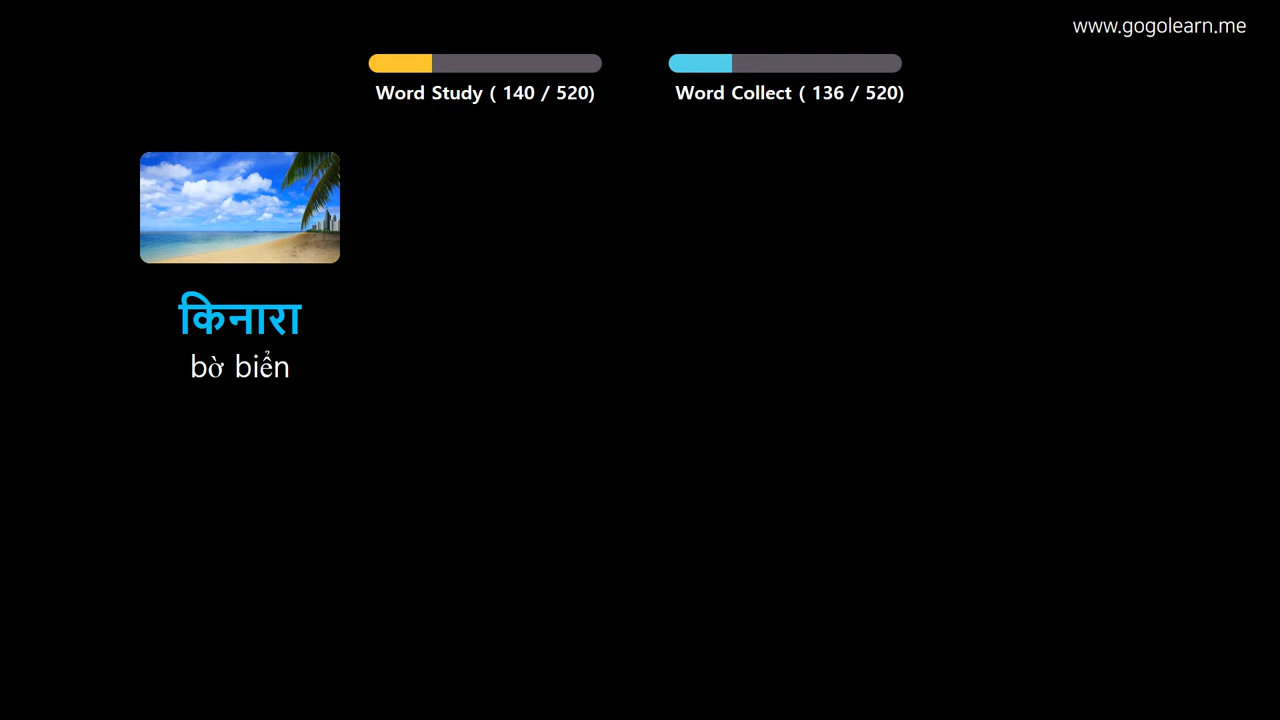 www.gogolearn.me
Word Study ( 140 / 520)
Word Collect ( 136 / 520)
किनारा
bờ biển